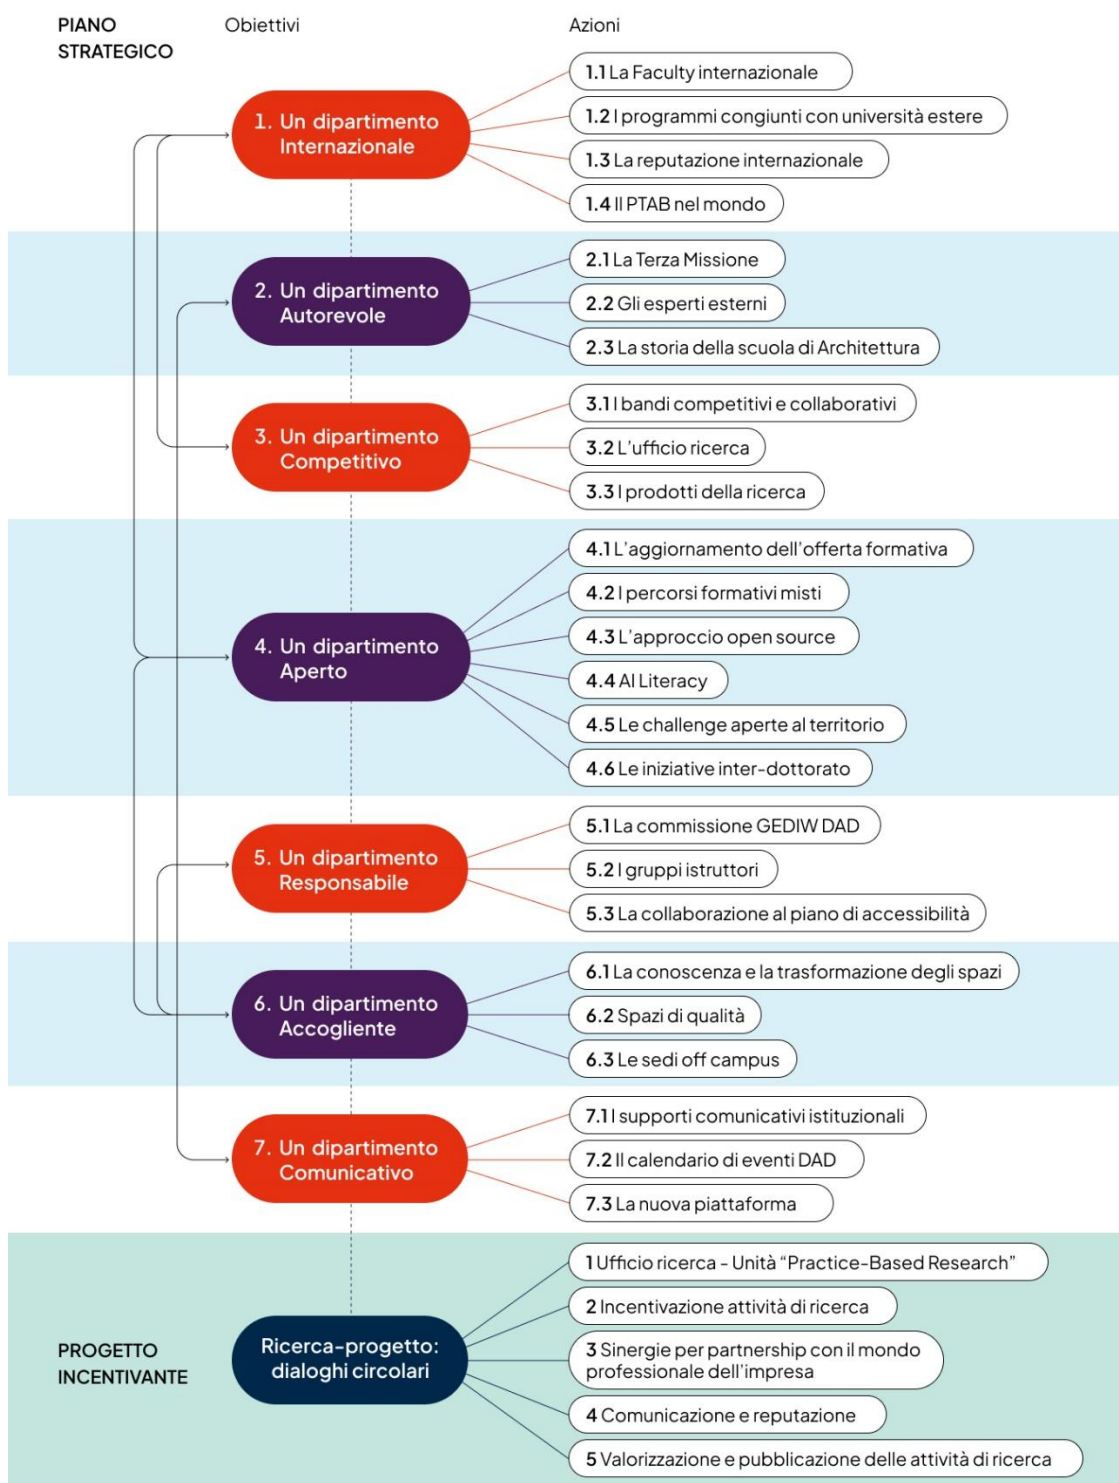 PIANO
STRATEGICO
Obiettivi
Azioni
1. Un dipartimento
Internazionale
1.1 La Faculty internazionale
1.2 I programmi congiunti con università estere
1.3 La reputazione internazionale
1.4 Il PTAB nel mondo
2. Un dipartimento
Autorevole
2.1 La Terza Missione
2.2 Gli esperti esterni
2.3 La storia della scuola di Architettura
3. Un dipartimento
Competitivo
3.1 I bandi competitivi e collaborativi
3.2 L'ufficio ricerca
3.3 I prodotti della ricerca
4. Un dipartimento
Aperto
4.1 L'aggiornamento dell'offerta formativa
4.2 I percorsi formativi misti
4.3 L'approccio open source
4.4 AI Literacy
4.5 Le challenge aperte al territorio
4.6 Le iniziative inter-dottorato
5. Un dipartimento
Responsabile
5.1 La commissione GEDIW DAD
5.2 I gruppi istruttori
5.3 La collaborazione al piano di accessibilità
6. Un dipartimento
Accogliente
6.1 La conoscenza e la trasformazione degli spazi
6.2 Spazi di qualità
6.3 Le sedi off campus
7. Un dipartimento
Comunicativo
7.1 I supporti comunicativi istituzionali
7.2 Il calendario di eventi DAD
7.3 La nuova piattaforma
PROGETTO
INCENTIVANTE
Ricerca-progetto:
dialoghi circolari
1 Ufficio ricerca - Unità "Practice-Based Research"
2 Incentivazione attività di ricerca
3 Sinergie per partnership con il mondo
professionale dell'impresa
4 Comunicazione e reputazione
5 Valorizzazione e pubblicazione delle attività di ricerca